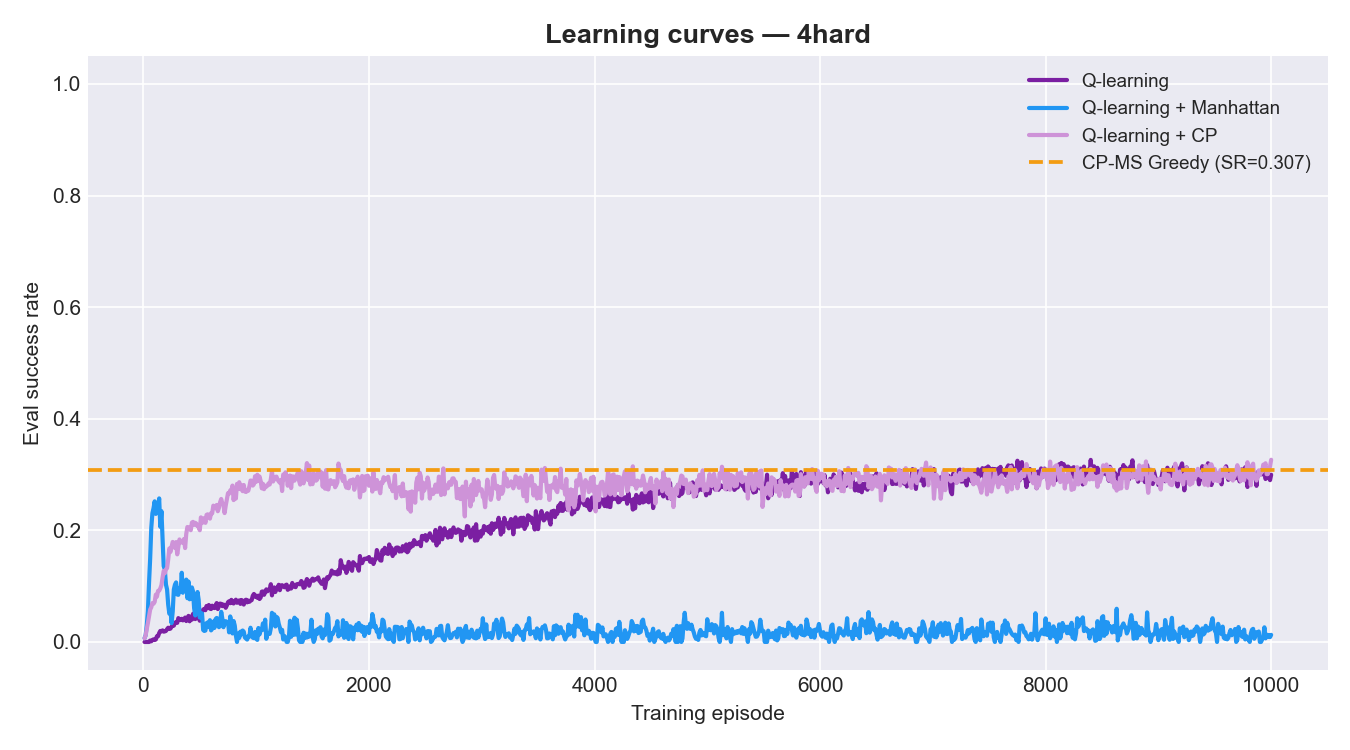 Learning curves — 4hard
Q-learning
Q-learning + Manhattan
Q-learning + CP
CP-MS Greedy (SR=0.307)
Eval success rate
1.0
0.8
0.6
0.4
0.2
0.0
0
2000
4000
6000
8000
10000
Training episode